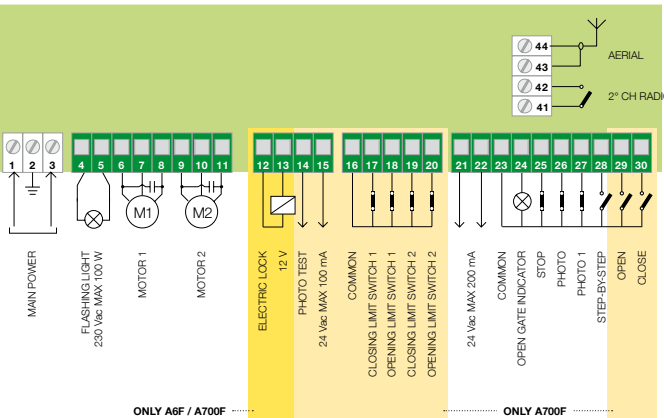 44
43
AERIAL
42
41
2° CH RADIO
1 2 3
4 5 6 7 8 9 10 11
12 13 14 15
16 17 18 19 20
21 22 23 24 25 26 27 28 29 30
M1
M2
MAIN POWER
FLASHING LIGHT
230 Vac MAX 100 W
MOTOR 1
MOTOR 2
ELECTRIC LOCK
12 V
PHOTO TEST
24 Vac MAX 100 mA
COMMON
CLOSING LIMIT SWITCH 1
OPENING LIMIT SWITCH 1
CLOSING LIMIT SWITCH 2
OPENING LIMIT SWITCH 2
24 Vac MAX 200 mA
COMMON
OPEN GATE INDICATOR
STOP
PHOTO
PHOTO 1
STEP-BY-STEP
OPEN
CLOSE
ONLY A6F / A700F
ONLY A700F